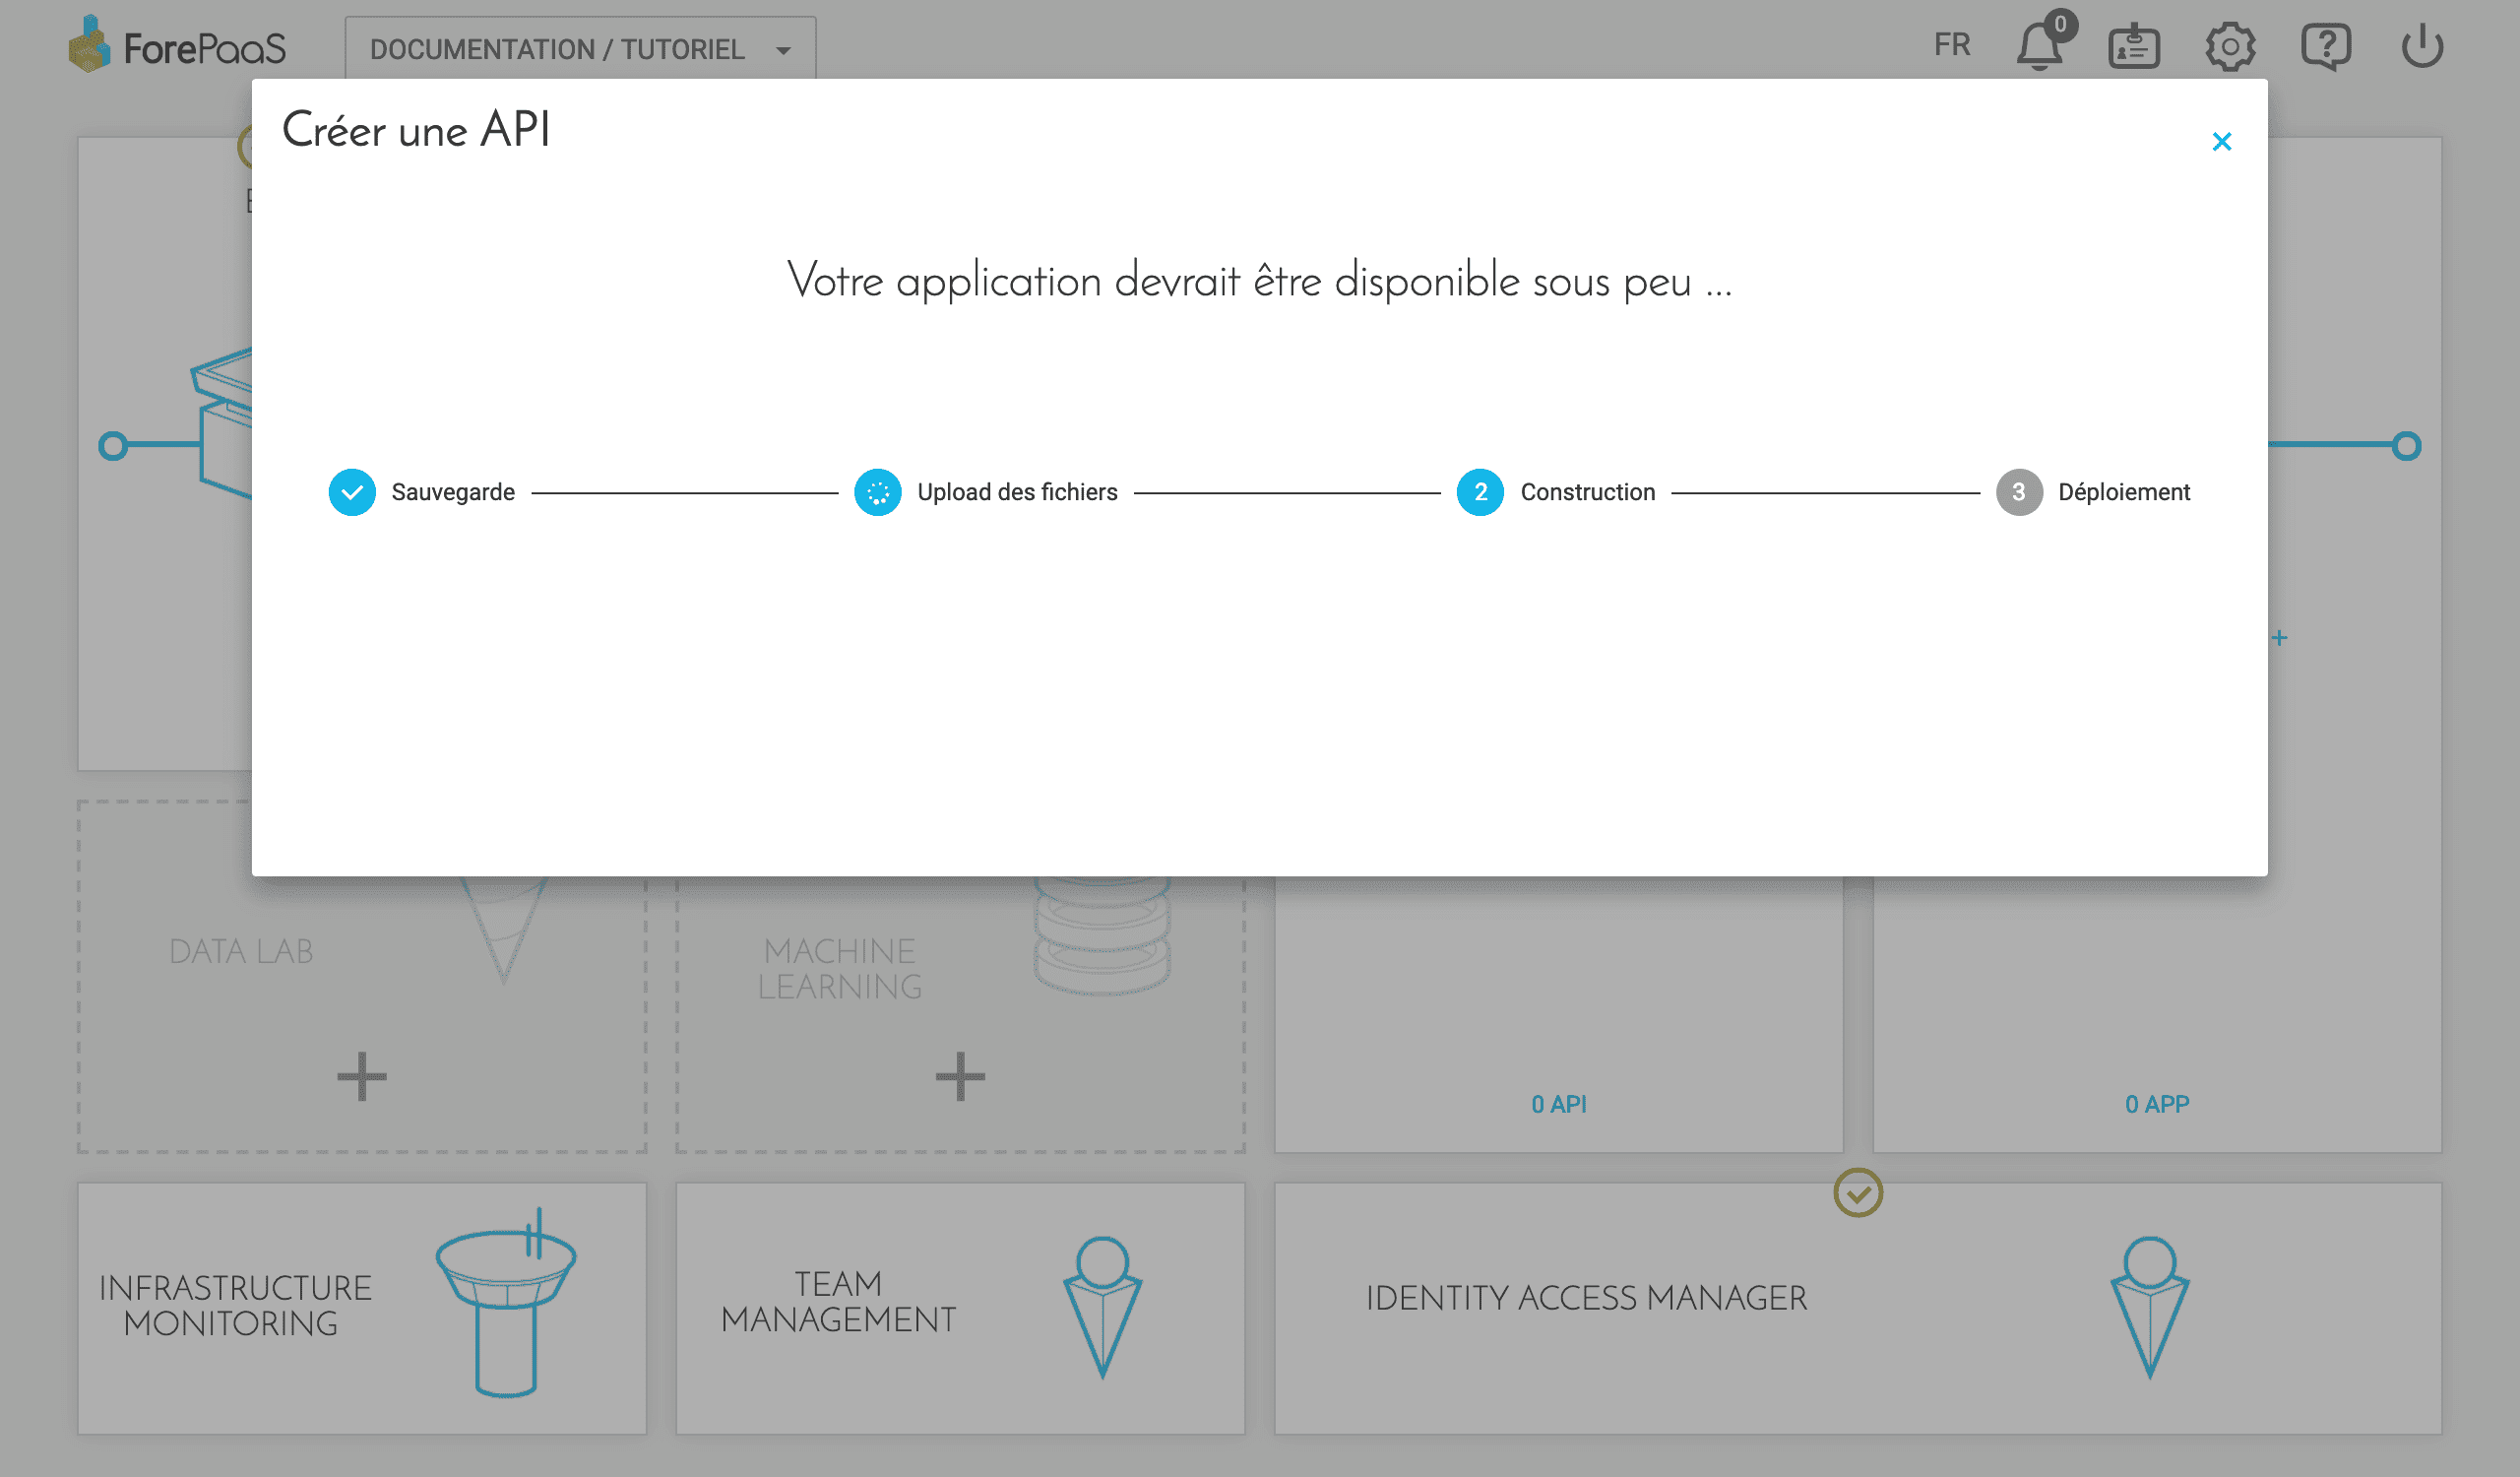 ForePaaS
DOCUMENTATION / TUTORIEL
FR
0
Créer une API
Votre application devrait être disponible sous peu ...
Sauvegarde
Upload des fichiers
2 Construction
3 Déploiement
DATA LAB
MACHINE
LEARNING
0 API
0 APP
INFRASTRUCTURE
MONITORING
TEAM
MANAGEMENT
IDENTITY ACCESS MANAGER